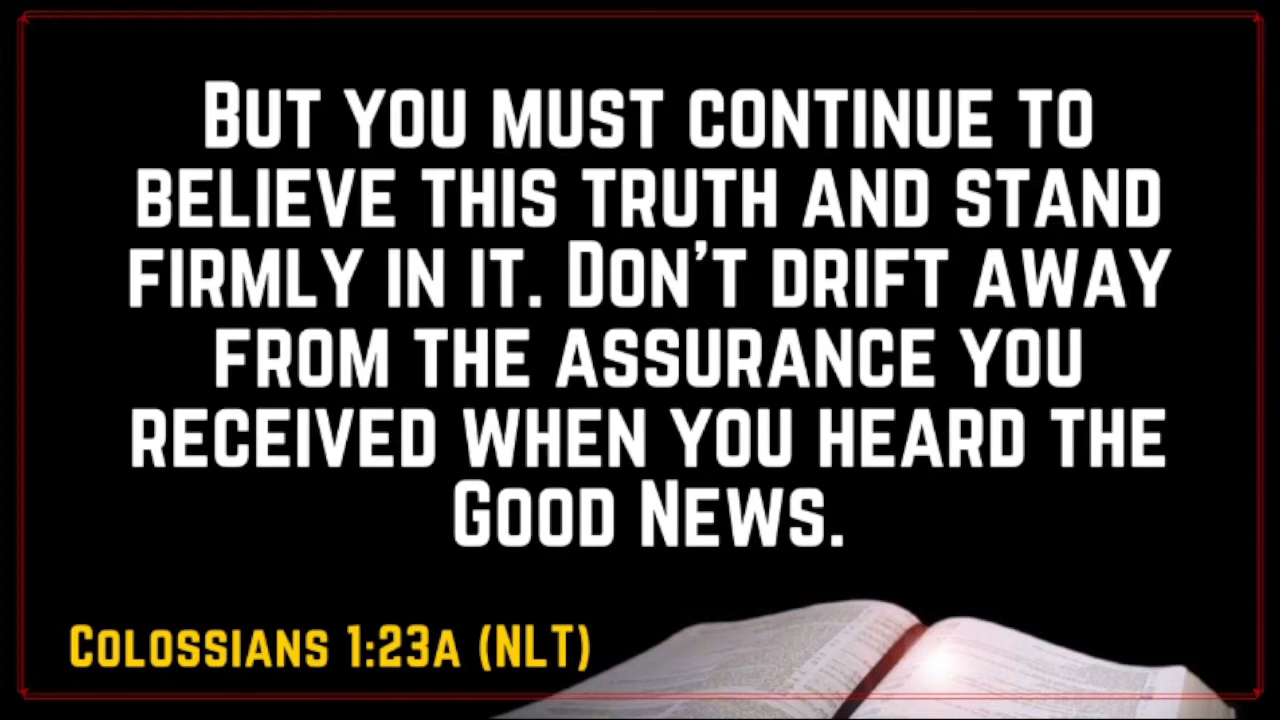 But you must continue to
believe this truth and stand
firmly in it. Don't drift away
from the assurance you
received when you heard the
Good News.
Colossians 1:23a (NLT)